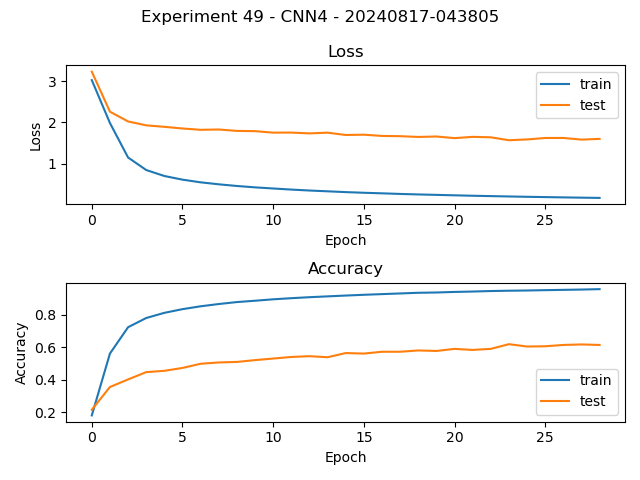 Experiment 49 - CNN4 - 20240817-043805
Loss
3
2
1
Loss
train
test
0 5 10 15 20 25
Epoch
Accuracy
0.8
0.6
0.4
0.2
Accuracy
train
test
0 5 10 15 20 25
Epoch